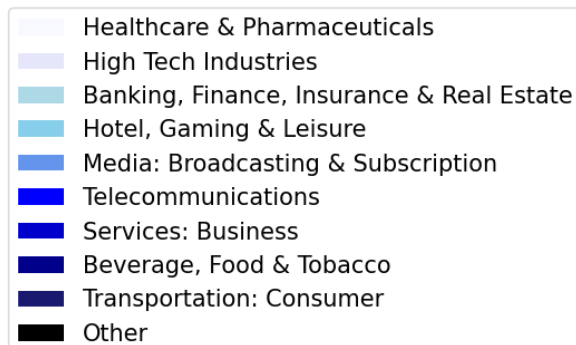 Healthcare & Pharmaceuticals
High Tech Industries
Banking, Finance, Insurance & Real Estate
Hotel, Gaming & Leisure
Media: Broadcasting & Subscription
Telecommunications
Services: Business
Beverage, Food & Tobacco
Transportation: Consumer
Other